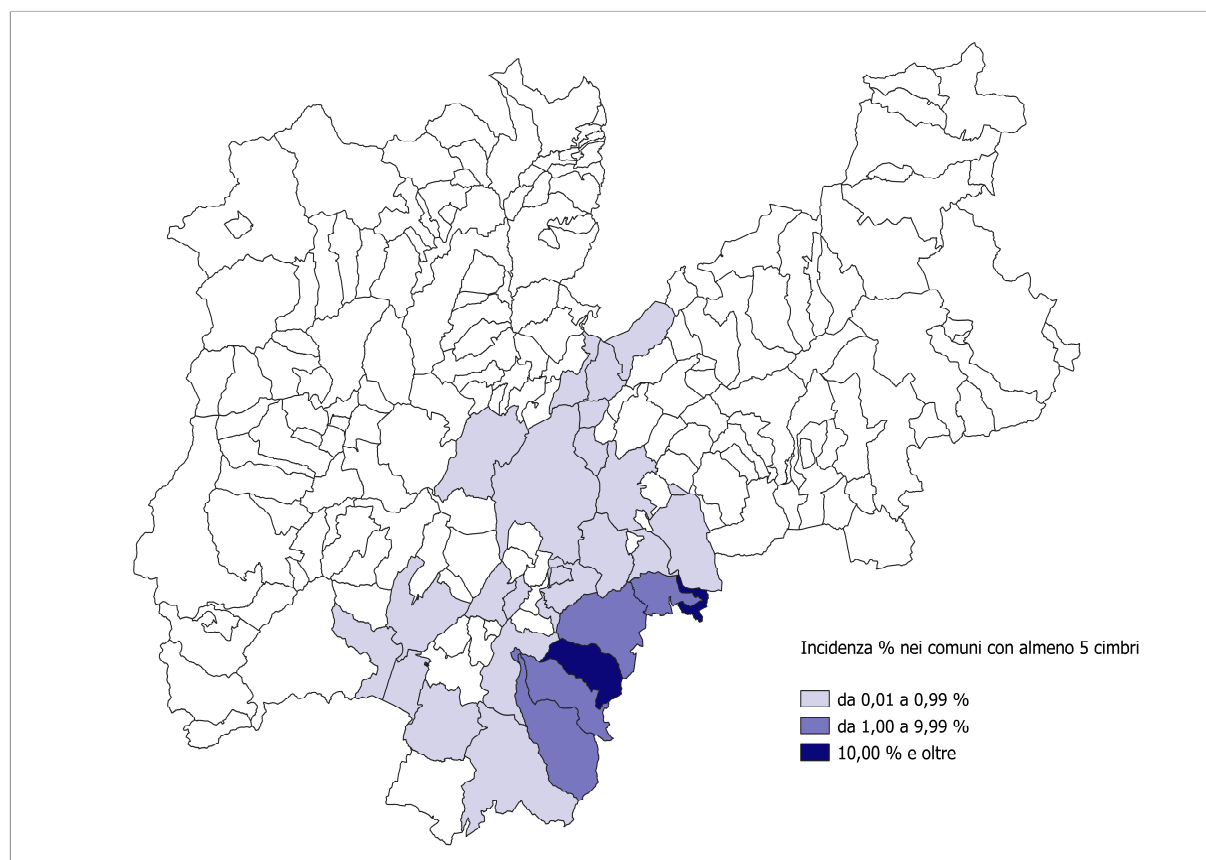 Incidenza % nei comuni con almeno 5 cimbri
da 0,01 a 0,99 %
da 1,00 a 9,99 %
10,00 % e oltre